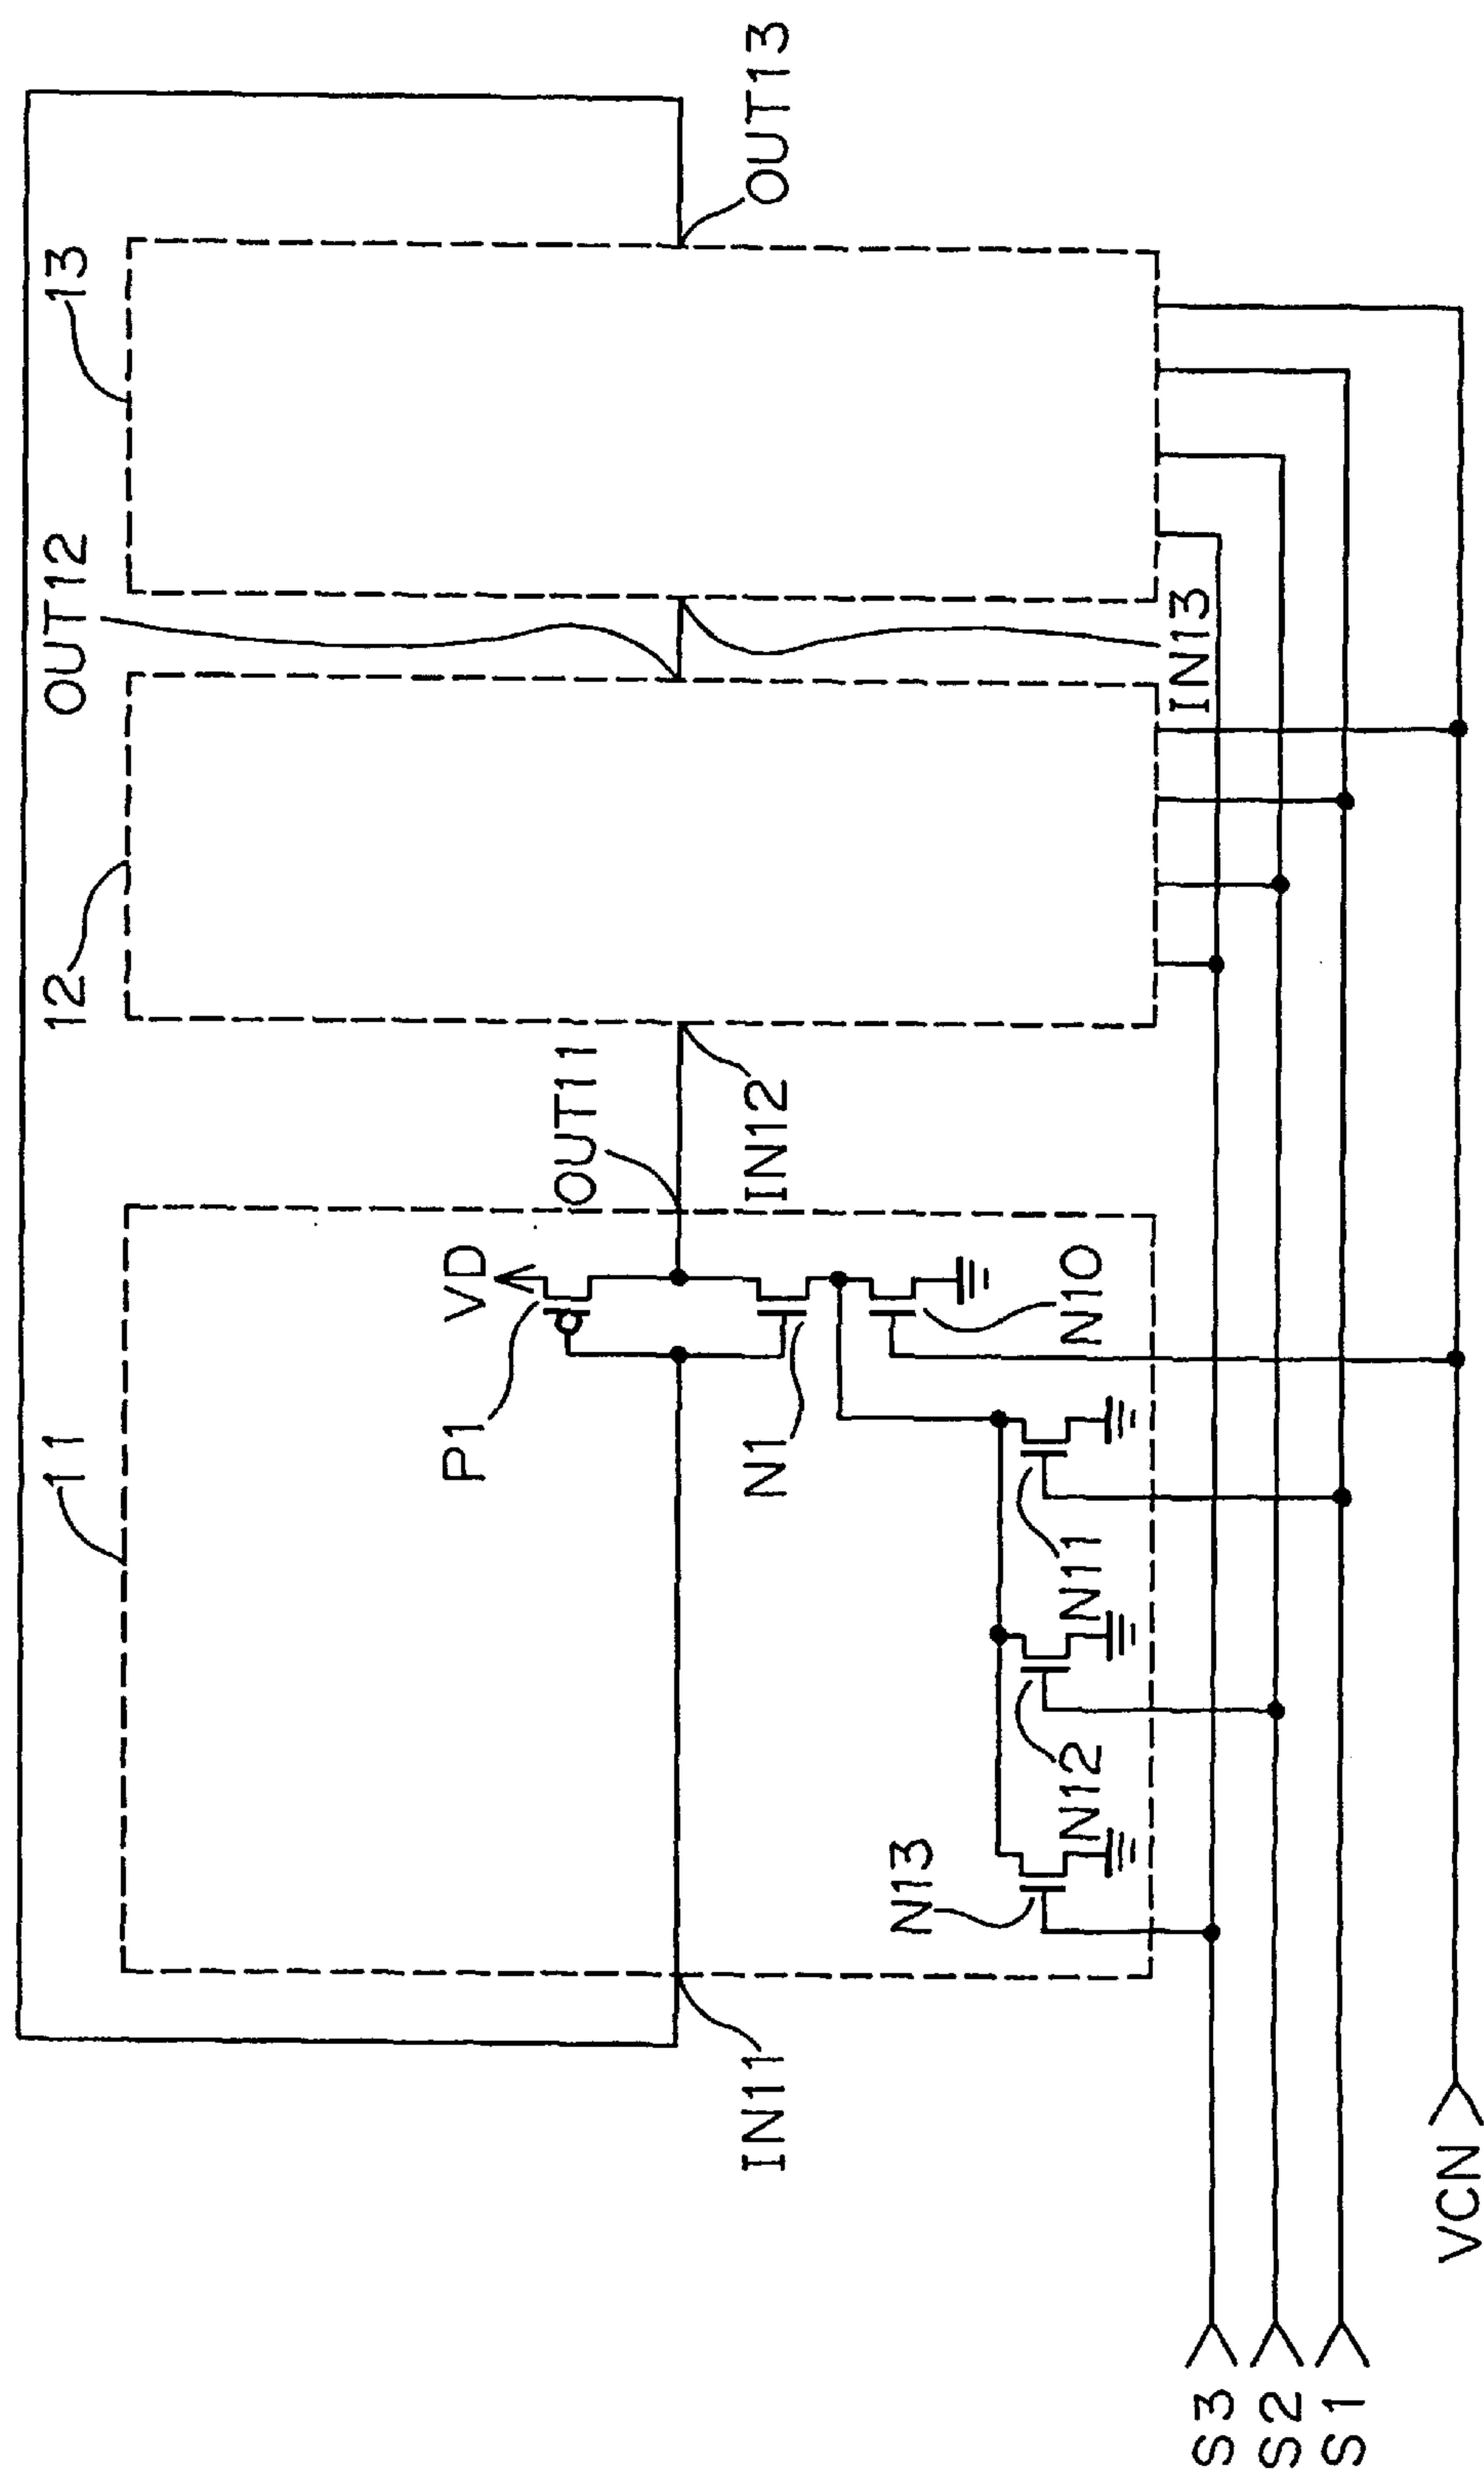 11
12
OUT12
13
VD
P1
OUT11
IN11
N1
IN12
OUT13
N13
N12
N11
N10
IN13
S3
S2
S1
VCN